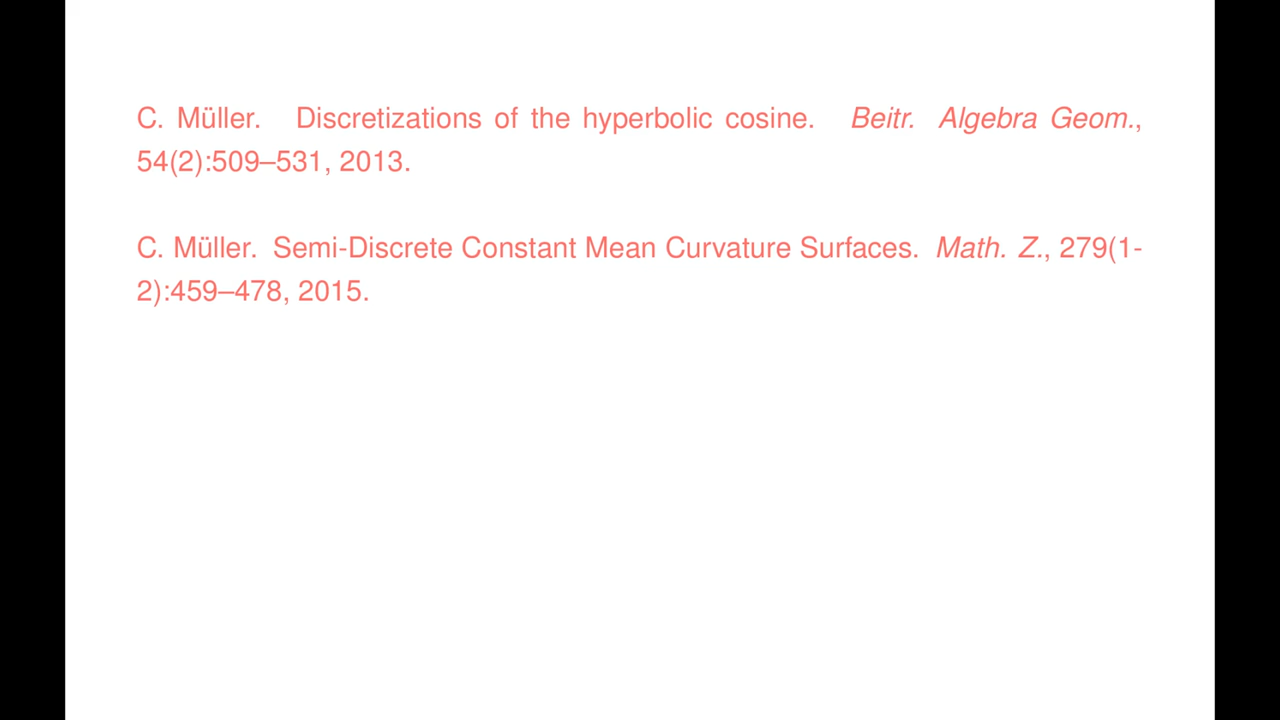 C. Müller. Discretizations of the hyperbolic cosine. Beitr. Algebra Geom.,
54(2):509–531, 2013.
C. Müller. Semi-Discrete Constant Mean Curvature Surfaces. Math. Z., 279(1-
2):459–478, 2015.